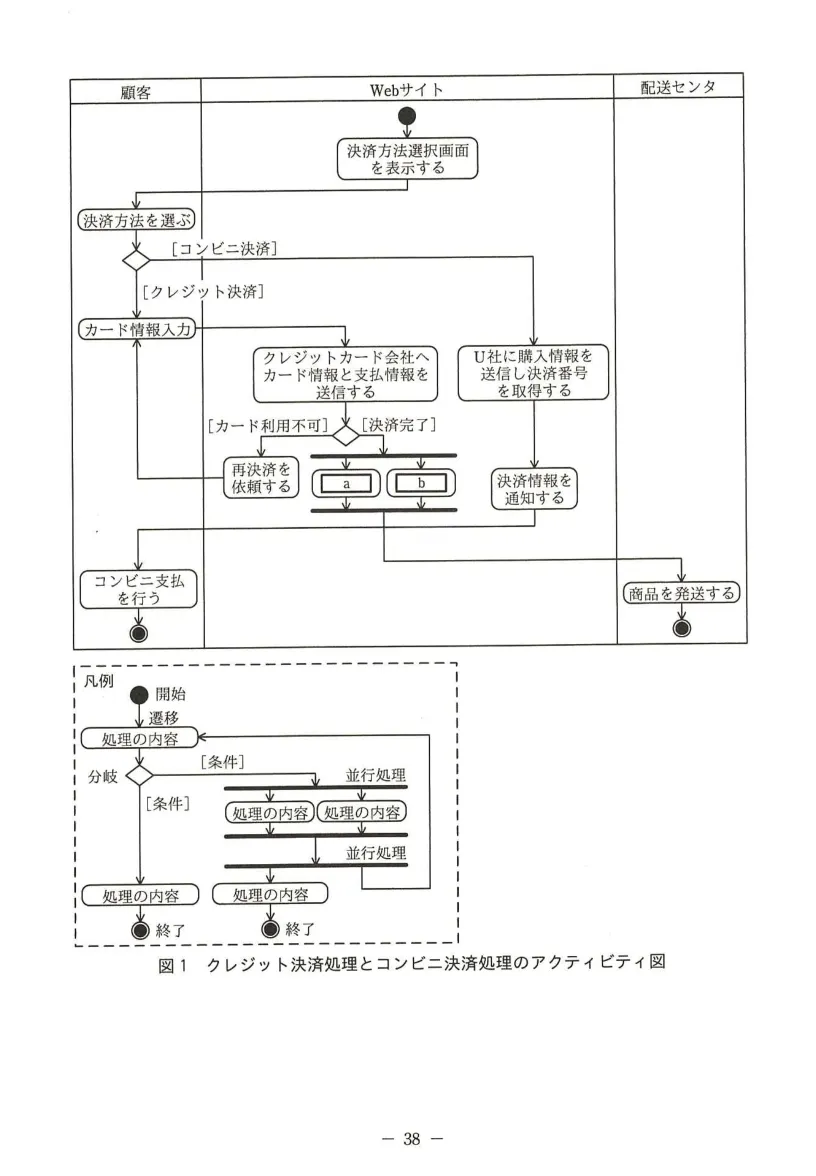 顧客
Webサイト
配送センタ
決済方法選択画面
を表示する
決済方法を選ぶ
[コンビニ決済]
[クレジット決済]
カード情報入力
クレジットカード会社へ
カード情報と支払情報を
送信する
U社に購入情報を
送信し決済番号
を取得する
[カード利用不可]
[決済完了]
再決済を
依頼する
a
b
決済情報を
通知する
コンビニ支払
を行う
商品を発送する
凡例
開始
遷移
処理の内容
分岐
[条件]
[条件]
並行処理
処理の内容
処理の内容
並行処理
処理の内容
処理の内容
終了
終了
図1 クレジット決済処理とコンビニ決済処理のアクティビティ図
— 38 —